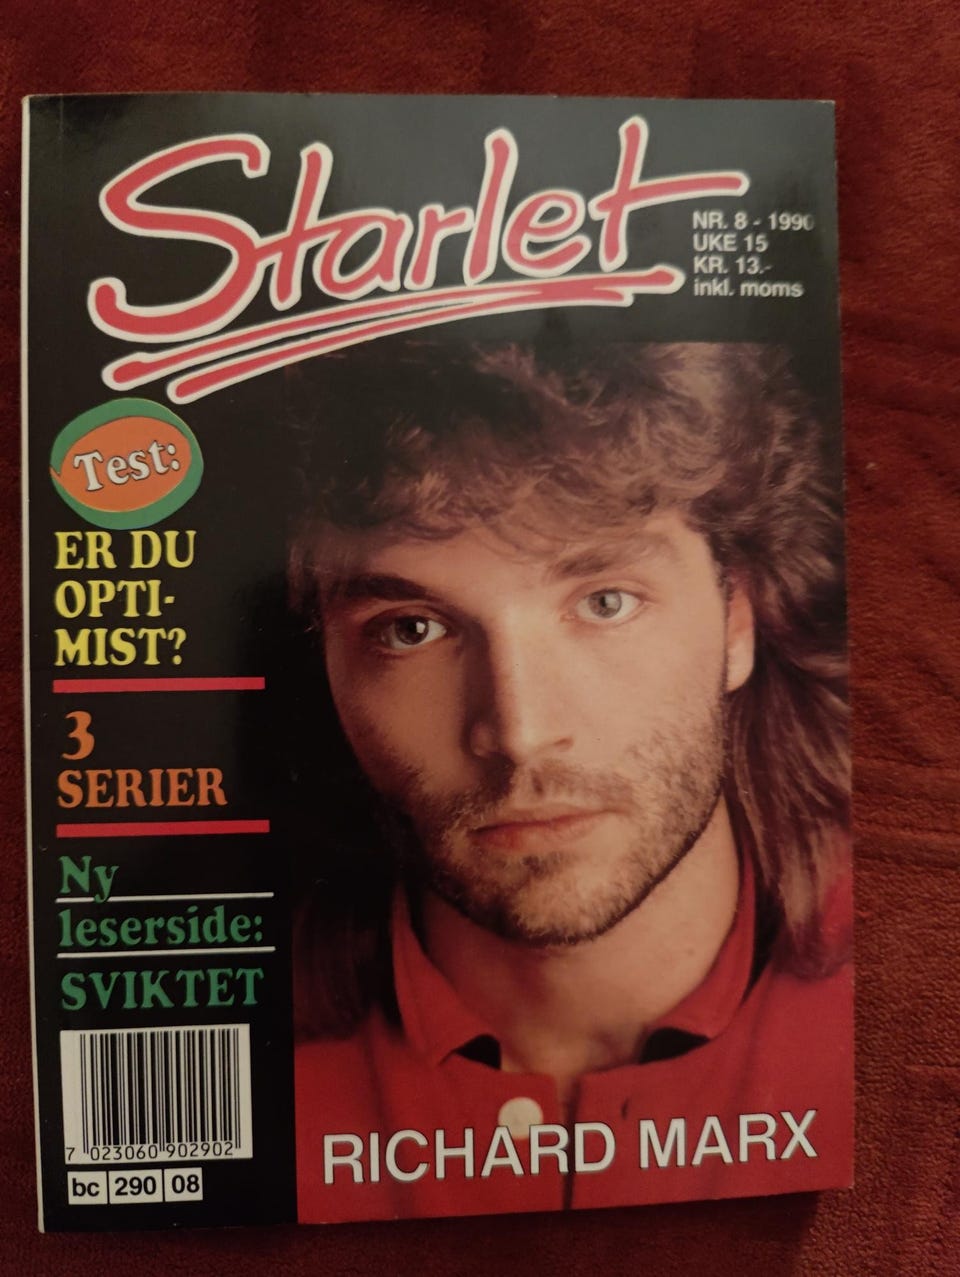 Starlet
NR. 8 - 1990
UKE 15
KR. 13.-
inkl. moms
Test:
ER DU
OPTI-
MIST?
3
SERIER
Ny
leserside:
SVIKTET
7 023060 902902
bc 290 08
RICHARD MARX